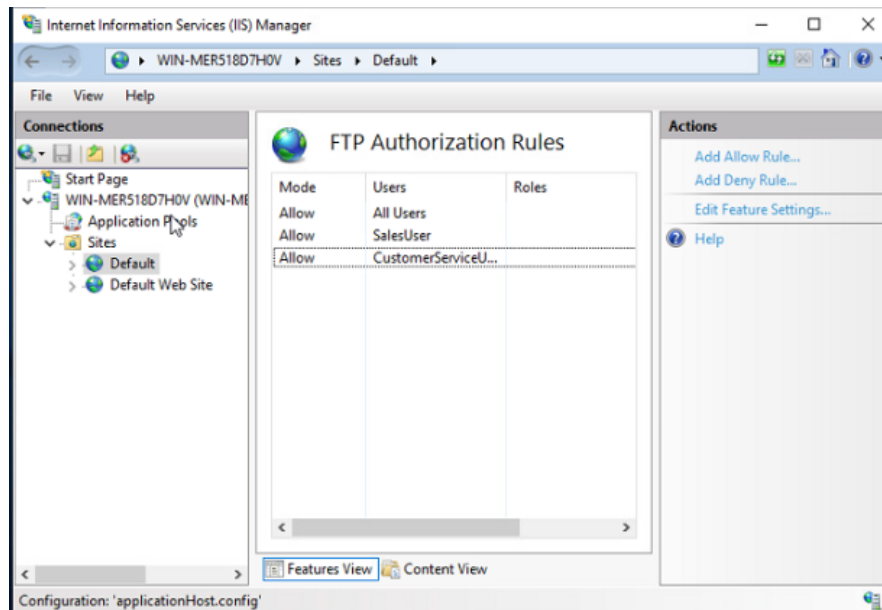 Internet Information Services (IIS) Manager
WIN-MER518D7H0V Sites Default
File View Help
Connections
Start Page
WIN-MER518D7H0V (WIN-ME
Application Pools
Sites
Default
Default Web Site
FTP Authorization Rules
Mode Users Roles
Allow All Users
Allow SalesUser
Allow CustomerServiceU...
Features View Content View
Actions
Add Allow Rule...
Add Deny Rule...
Edit Feature Settings...
Help
Configuration: 'applicationHost.config'